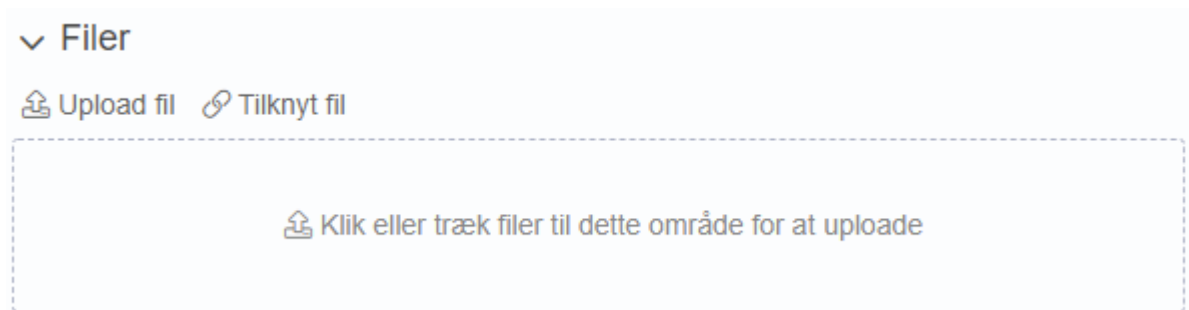 Filer
Upload fil Tilknyt fil
Klik eller træk filer til dette område for at uploade